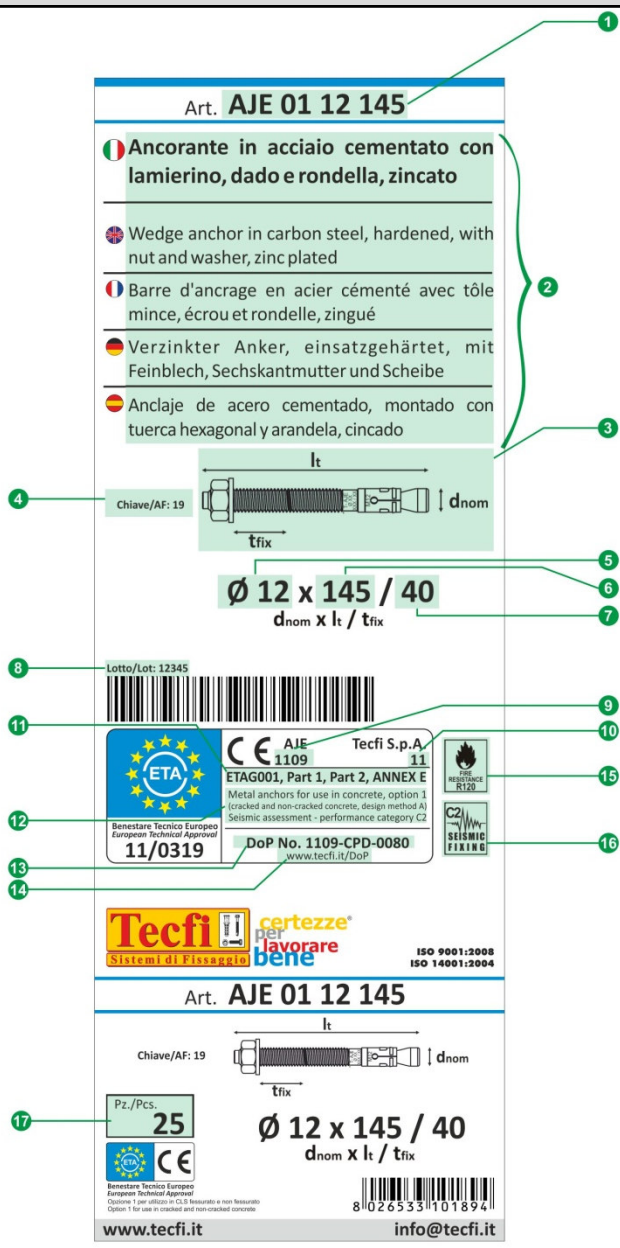 1
Art. AJE 01 12 145
Ancorante in acciaio cementato con
lamierino, dado e rondella, zincato
Wedge anchor in carbon steel, hardened, with
nut and washer, zinc plated
2
Barre d'ancrage en acier cémenté avec tôle
mince, écrou et rondelle, zingué
Verzinkter Anker, einsatzgehärtet, mit
Feinblech, Sechskantmutter und Scheibe
Anclaje de acero cementado, montado con
tuerca hexagonal y arandela, cincado
3
lt
4
Chiave/AF: 19
dnom
tfix
5
Ø 12 x 145 / 40
6
dnom x lt / tfix
7
8
Lotto/Lot: 12345
9
11
AJE
Tecfi S.p.A.
10
CE
1109
11
ETA
ETAG001, Part 1, Part 2, ANNEX E
FIRE
RESISTANCE
R120
15
Metal anchors for use in concrete, option 1
(cracked and non-cracked concrete, design method A)
Seismic assessment - performance category C2
12
Benestare Tecnico Europeo
European Technical Approval
11/0319
C2
SEISMIC
FIXING
16
13
DoP No. 1109-CPD-0080
14
www.tecfi.it/DoP
Tecfi
Sistemi di Fissaggio
certezze®
per
lavorare
bene
ISO 9001:2008
ISO 14001:2004
Art. AJE 01 12 145
lt
Chiave/AF: 19
dnom
tfix
17
Pz./Pcs.
25
Ø 12 x 145 / 40
dnom x lt / tfix
ETA
CE
Benestare Tecnico Europeo
European Technical Approval
Opzione 1 per utilizzo in CLS fessurato e non fessurato
Option 1 for use in cracked and non-cracked concrete
8 026533 101894
www.tecfi.it
info@tecfi.it